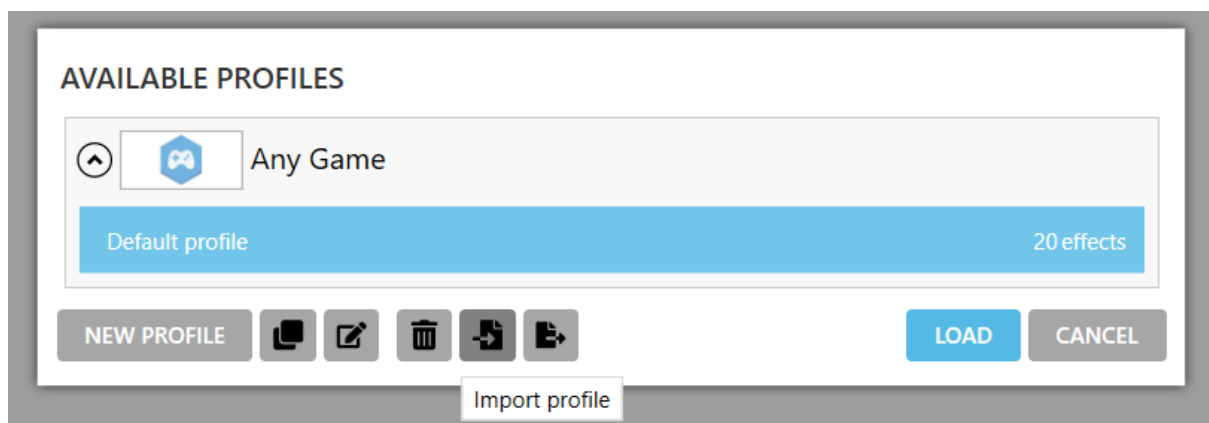 AVAILABLE PROFILES
Any Game
Default profile 20 effects
NEW PROFILE LOAD CANCEL
Import profile